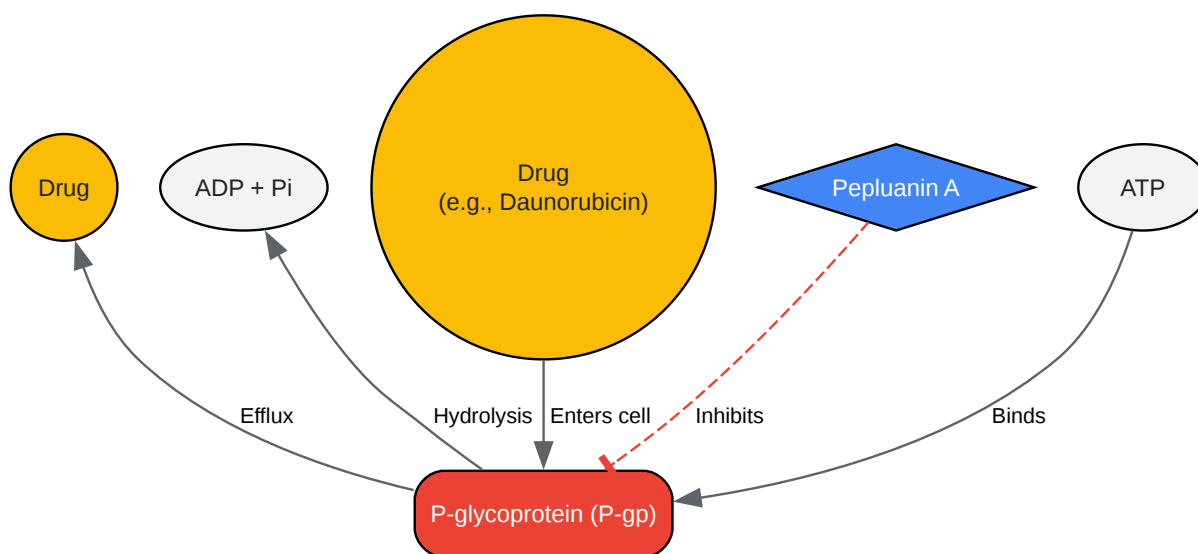 Drug
ADP + Pi
Drug
(e.g., Daunorubicin)
Pepluanin A
ATP
Efflux
Hydrolysis
Enters cell
Inhibits
Binds
P-glycoprotein (P-gp)